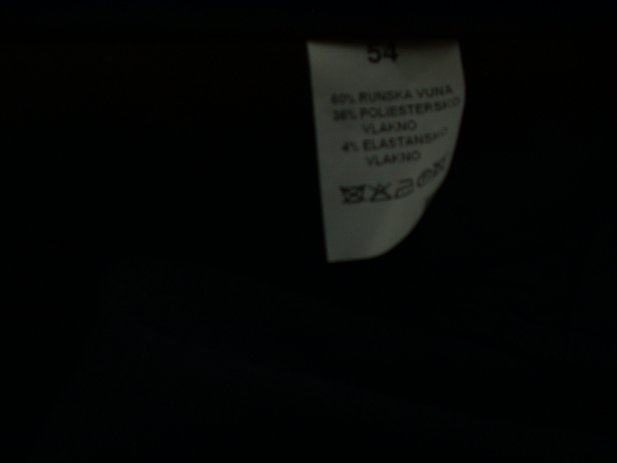 54
60% RUNSKA VUNA
36% POLIESTERSKO
VLAKNO
4% ELASTANSKO
VLAKNO